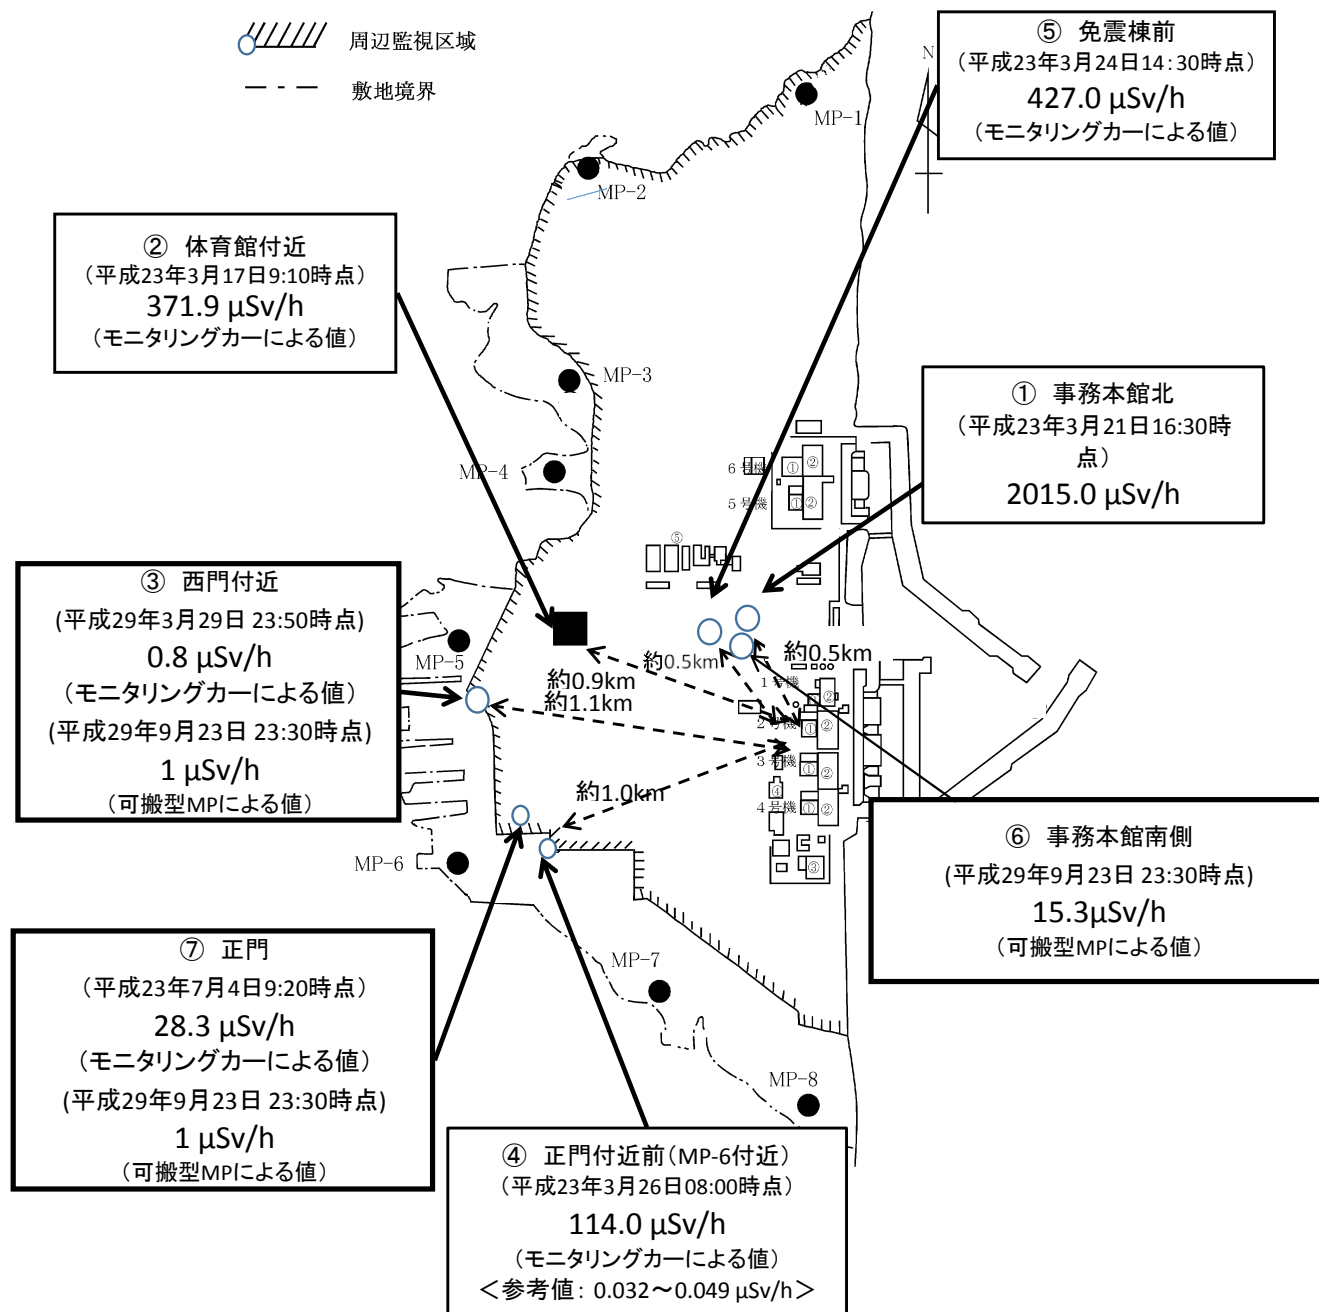 周辺監視区域
敷地境界
⑤ 免震棟前
（平成23年3月24日14：30時点）
427.0 μSv/h
（モニタリングカーによる値）
N
MP-1
MP-2
② 体育館付近
（平成23年3月17日9:10時点）
371.9 μSv/h
（モニタリングカーによる値）
MP-3
① 事務本館北
（平成23年3月21日16:30時
点）
2015.0 μSv/h
MP-4
６号機
①
②
５号機
①
②
⑤
③ 西門付近
(平成29年3月29日 23:50時点)
0.8 μSv/h
（モニタリングカーによる値）
(平成29年9月23日 23:30時点)
1 μSv/h
（可搬型MPによる値）
MP-5
約0.5km
約0.5km
約0.9km
約1.1km
１号機
②
２号機
①
②
３号機
①
②
④
４号機
①
②
③
約1.0km
MP-6
⑥ 事務本館南側
(平成29年9月23日 23:30時点)
15.3μSv/h
（可搬型MPによる値）
⑦ 正門
（平成23年7月4日9:20時点）
28.3 μSv/h
（モニタリングカーによる値）
(平成29年9月23日 23:30時点)
1 μSv/h
（可搬型MPによる値）
MP-7
MP-8
④ 正門付近前（MP-6付近）
（平成23年3月26日08:00時点）
114.0 μSv/h
（モニタリングカーによる値）
＜参考値：0.032～0.049 μSv/h＞